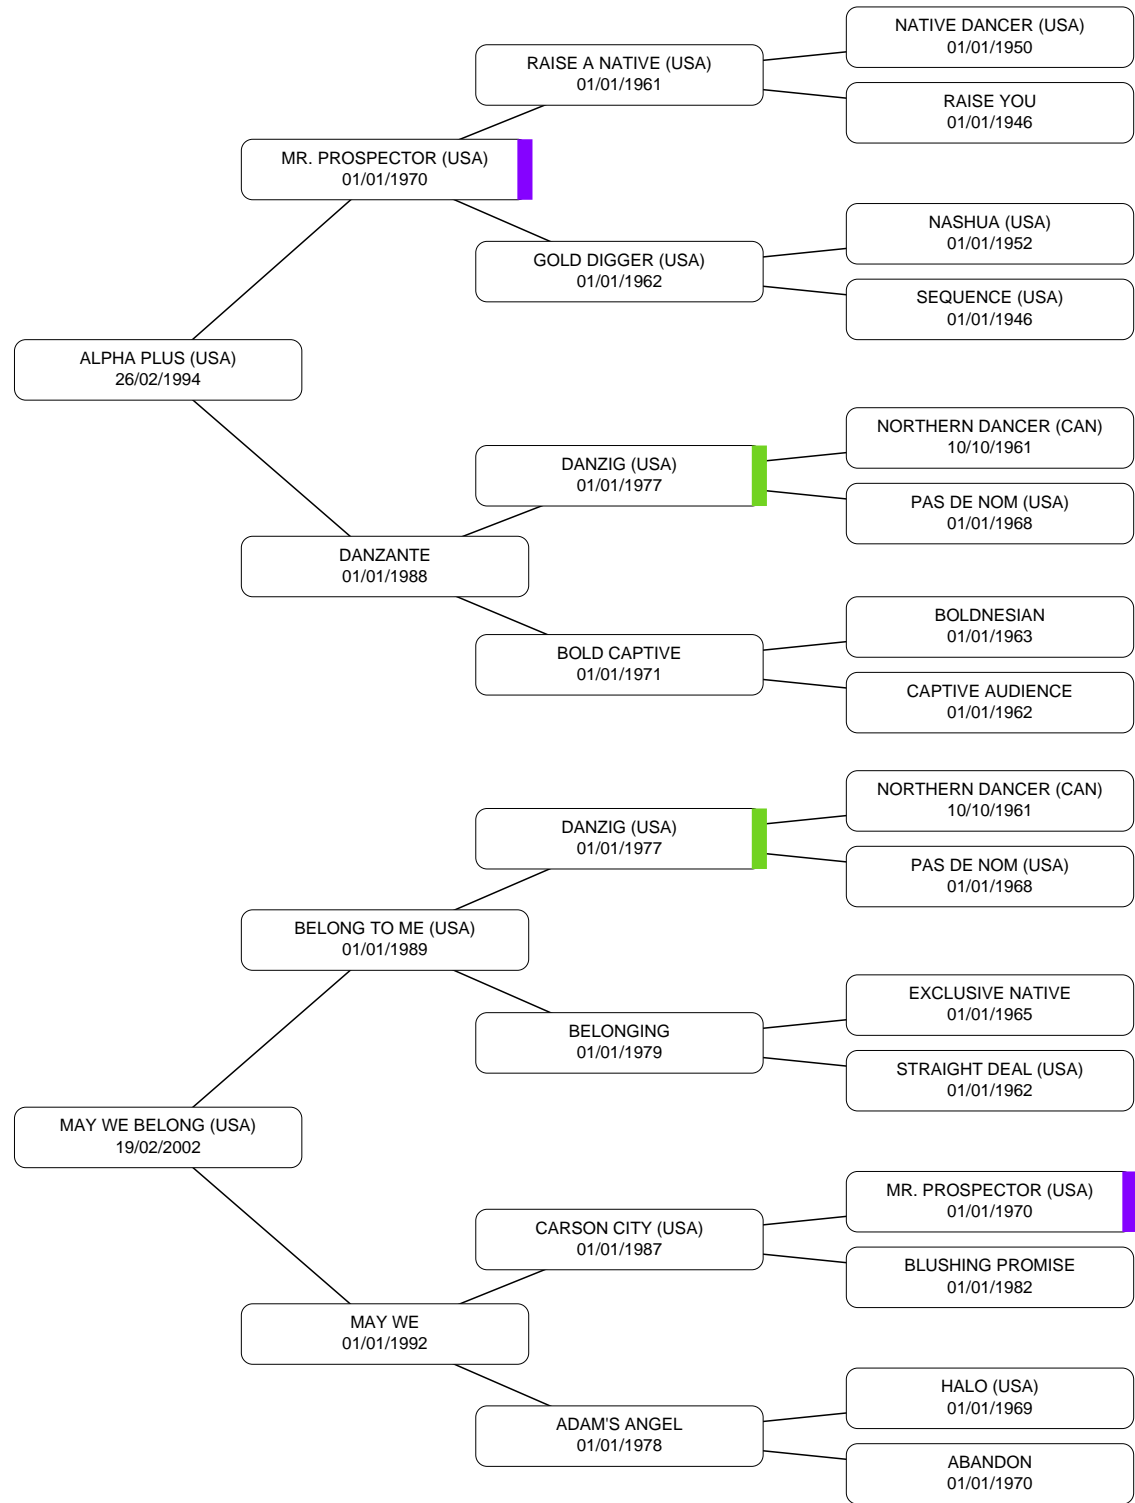 NATIVE DANCER (USA)
01/01/1950
RAISE A NATIVE (USA)
01/01/1961
RAISE YOU
01/01/1946
MR. PROSPECTOR (USA)
01/01/1970
NASHUA (USA)
01/01/1952
GOLD DIGGER (USA)
01/01/1962
SEQUENCE (USA)
01/01/1946
ALPHA PLUS (USA)
26/02/1994
NORTHERN DANCER (CAN)
10/10/1961
DANZIG (USA)
01/01/1977
PAS DE NOM (USA)
01/01/1968
DANZANTE
01/01/1988
BOLDNESIAN
01/01/1963
BOLD CAPTIVE
01/01/1971
CAPTIVE AUDIENCE
01/01/1962
NORTHERN DANCER (CAN)
10/10/1961
DANZIG (USA)
01/01/1977
PAS DE NOM (USA)
01/01/1968
BELONG TO ME (USA)
01/01/1989
EXCLUSIVE NATIVE
01/01/1965
BELONGING
01/01/1979
STRAIGHT DEAL (USA)
01/01/1962
MAY WE BELONG (USA)
19/02/2002
MR. PROSPECTOR (USA)
01/01/1970
CARSON CITY (USA)
01/01/1987
BLUSHING PROMISE
01/01/1982
MAY WE
01/01/1992
HALO (USA)
01/01/1969
ADAM'S ANGEL
01/01/1978
ABANDON
01/01/1970